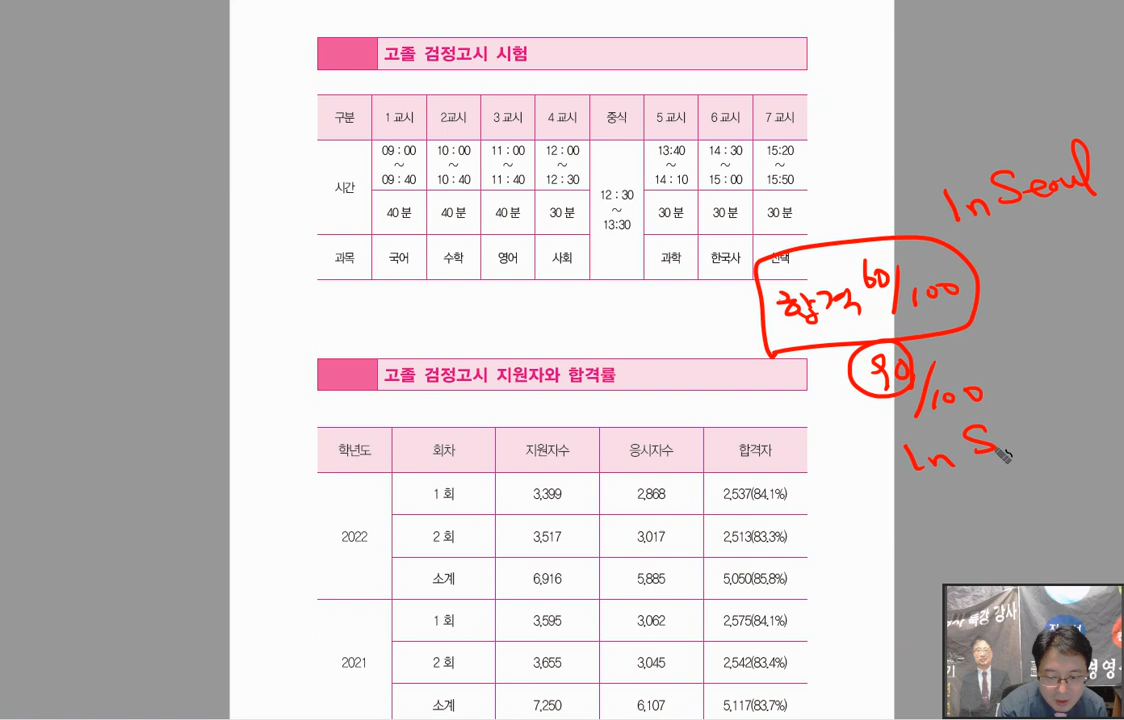 고졸 검정고시 시험
구분 1 교시 2교시 3 교시 4 교시 중식 5 교시 6 교시 7 교시
시간 09 : 00 ~ 09 : 40 10 : 00 ~ 10 : 40 11 : 00 ~ 11 : 40 12 : 00 ~ 12 : 30 12 : 30 ~ 13:30 13:40 ~ 14 : 10 14 : 30 ~ 15 : 00 15:20 ~ 15:50
40 분 40 분 40 분 30 분 30 분 30 분 30 분
과목 국어 수학 영어 사회 과학 한국사 선택
In Seoul
합격 60/100
90/100
In S
고졸 검정고시 지원자와 합격률
학년도 회차 지원자수 응시자수 합격자
2022
1 회 3,399 2,868 2,537(84.1%)
2 회 3,517 3,017 2,513(83.3%)
소계 6,916 5,885 5,050(85.8%)
2021
1 회 3,595 3,062 2,575(84.1%)
2 회 3,655 3,045 2,542(83.4%)
소계 7,250 6,107 5,117(83.7%)
특강 강사
경영